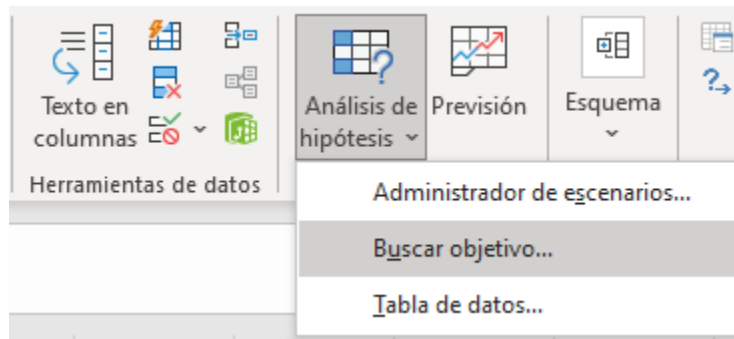 Texto en
columnas
Herramientas de datos
Análisis de
hipótesis
Previsión
Esquema
Administrador de escenarios...
Buscar objetivo...
Tabla de datos...